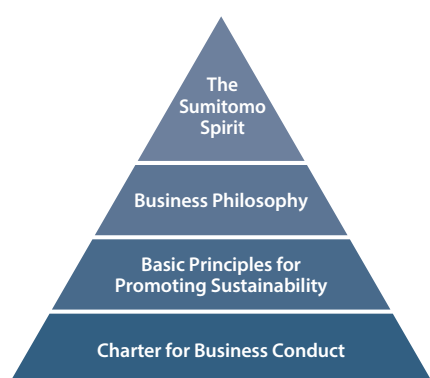 The
Sumitomo
Spirit
Business Philosophy
Basic Principles for
Promoting Sustainability
Charter for Business Conduct